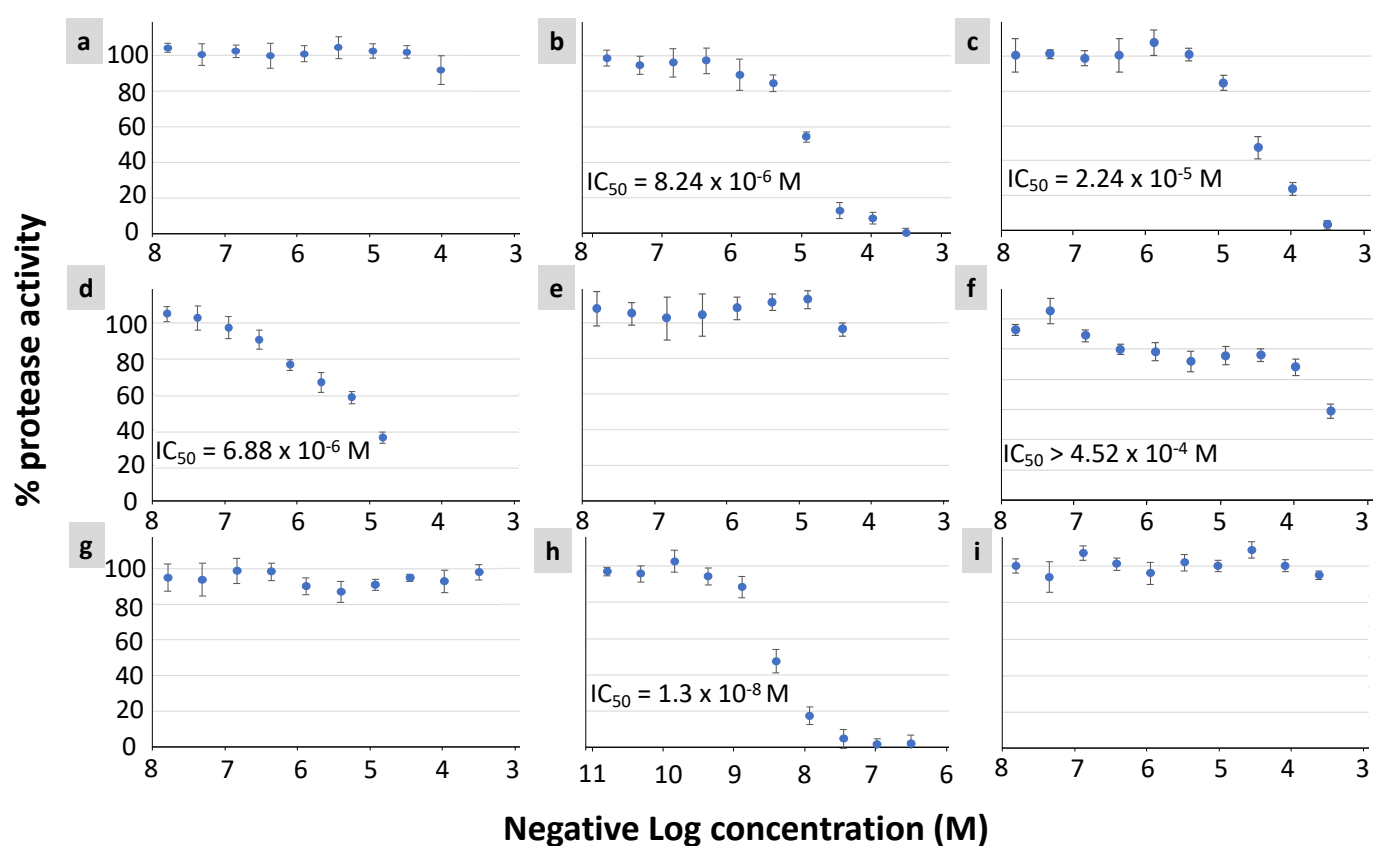 % protease activity
a
100
80
60
40
20
0
8 7 6 5 4 3
b
IC50 = 8.24 x 10-6 M
8 7 6 5 4 3
c
IC50 = 2.24 x 10-5 M
8 7 6 5 4 3
d
100
80
60
40
20
0
IC50 = 6.88 x 10-6 M
8 7 6 5 4 3
e
8 7 6 5 4 3
f
IC50 > 4.52 x 10-4 M
8 7 6 5 4 3
g
100
80
60
40
20
0
8 7 6 5 4 3
h
IC50 = 1.3 x 10-8 M
11 10 9 8 7 6
i
8 7 6 5 4 3
Negative Log concentration (M)